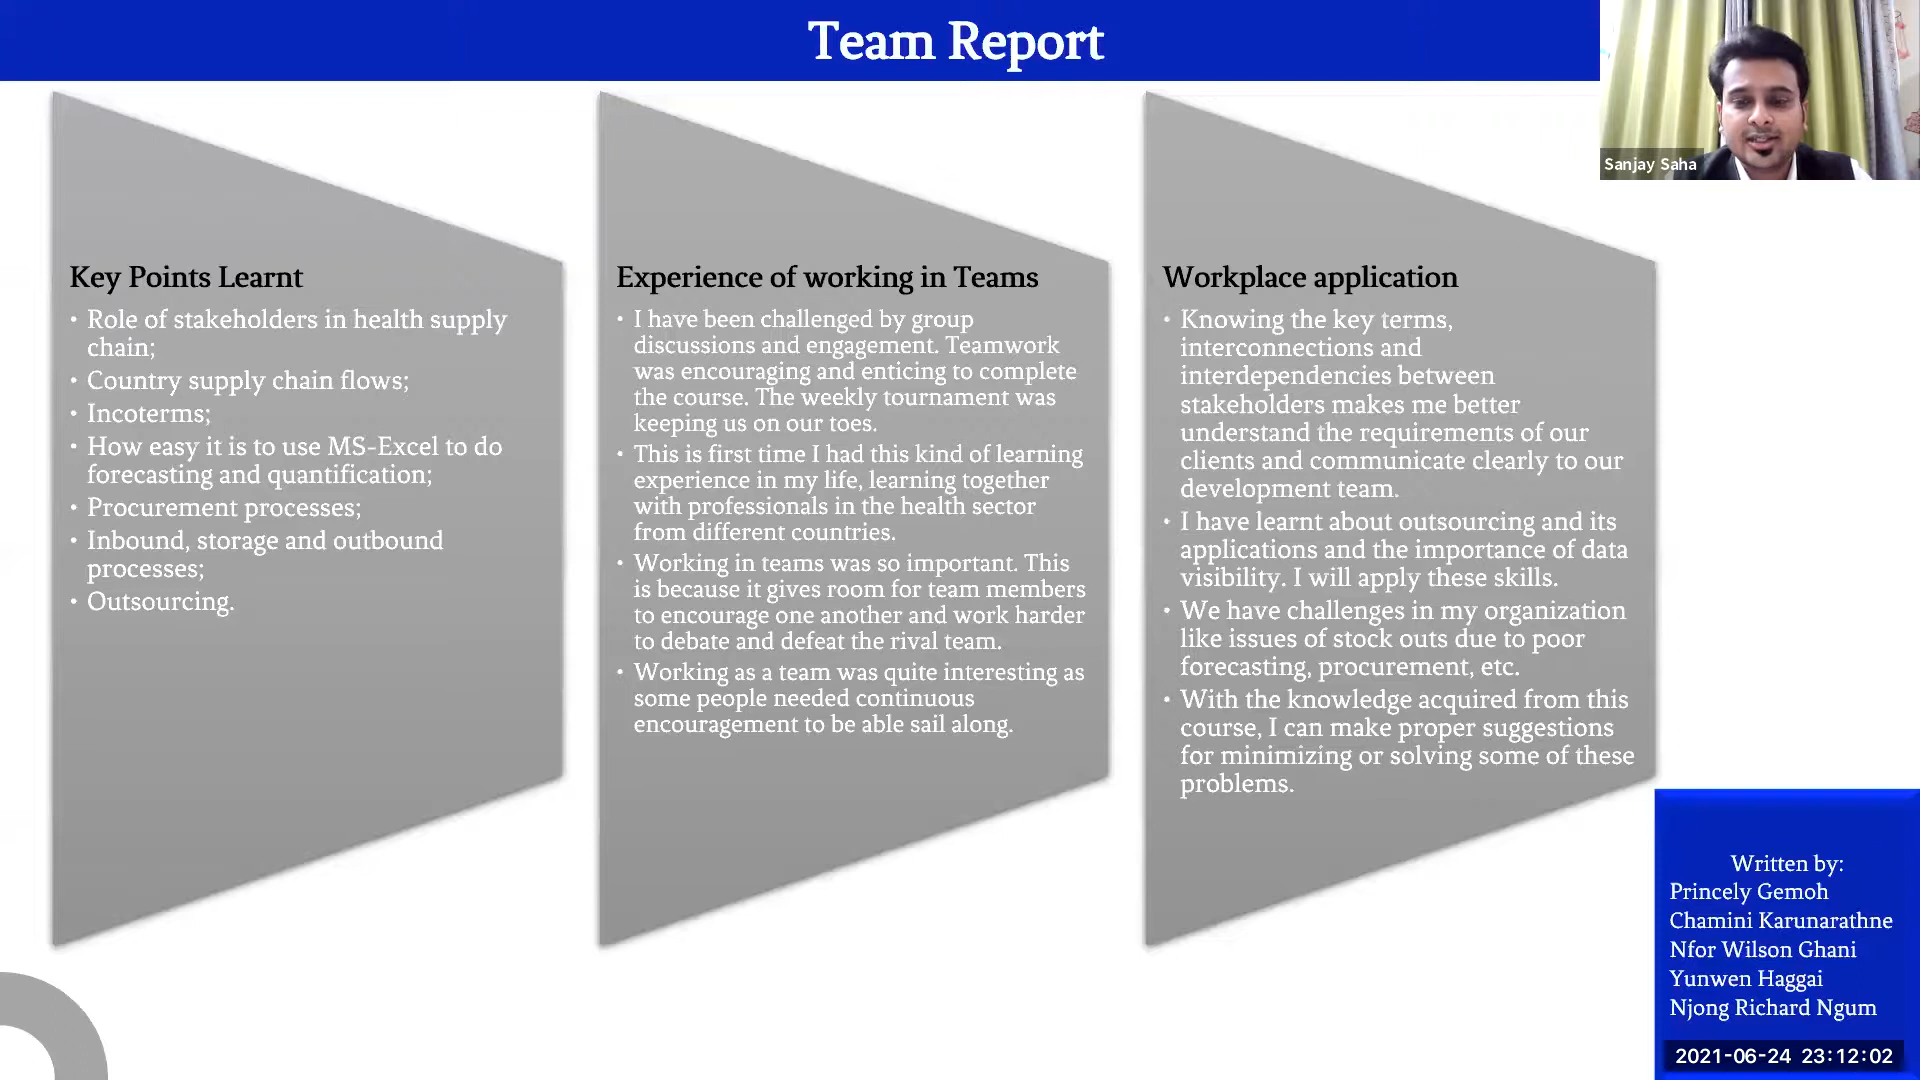 Team Report
Sanjay Saha
Key Points Learnt
• Role of stakeholders in health supply
chain;
• Country supply chain flows;
• Incoterms;
• How easy it is to use MS-Excel to do
forecasting and quantification;
• Procurement processes;
• Inbound, storage and outbound
processes;
• Outsourcing.
Experience of working in Teams
• I have been challenged by group
discussions and engagement. Teamwork
was encouraging and enticing to complete
the course. The weekly tournament was
keeping us on our toes.
• This is first time I had this kind of learning
experience in my life, learning together
with professionals in the health sector
from different countries.
• Working in teams was so important. This
is because it gives room for team members
to encourage one another and work harder
to debate and defeat the rival team.
• Working as a team was quite interesting as
some people needed continuous
encouragement to be able sail along.
Workplace application
• Knowing the key terms,
interconnections and
interdependencies between
stakeholders makes me better
understand the requirements of our
clients and communicate clearly to our
development team.
• I have learnt about outsourcing and its
applications and the importance of data
visibility. I will apply these skills.
• We have challenges in my organization
like issues of stock outs due to poor
forecasting, procurement, etc.
• With the knowledge acquired from this
course, I can make proper suggestions
for minimizing or solving some of these
problems.
Written by:
Princely Gemoh
Chamini Karunarathne
Nfor Wilson Ghani
Yunwen Haggai
Njong Richard Ngum
2021-06-24 23:12:02